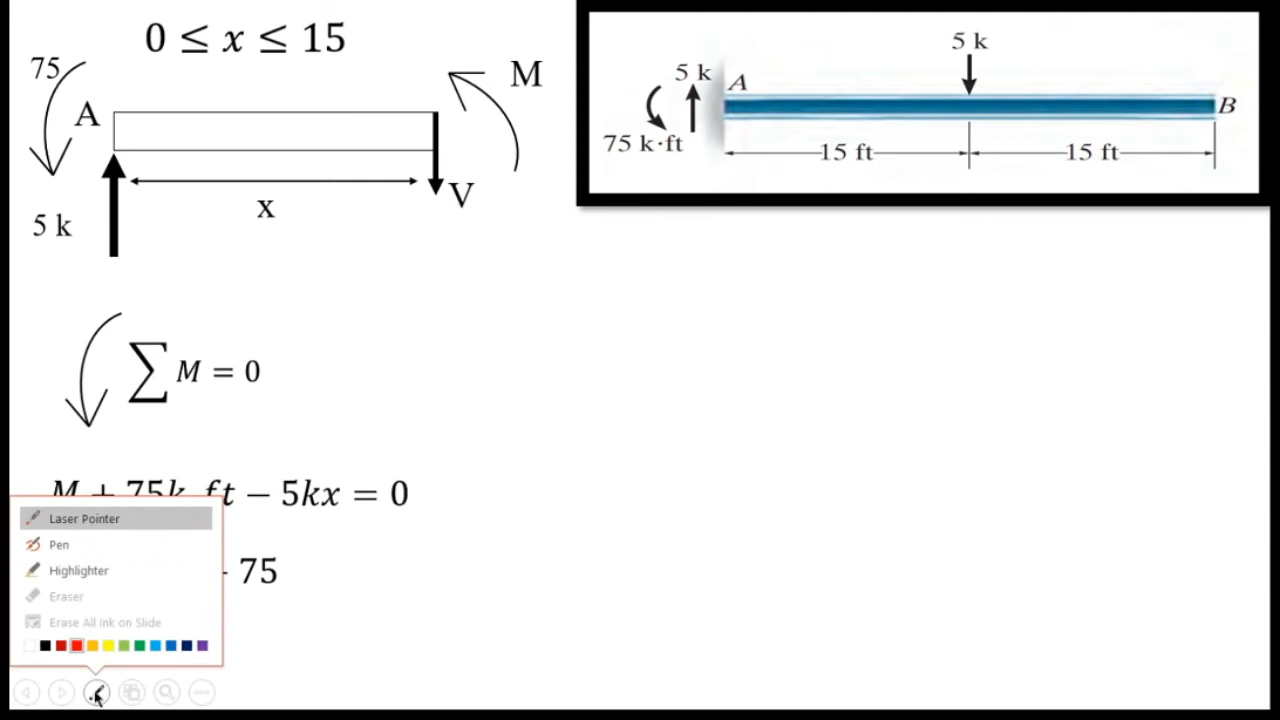 0 ≤ x ≤ 15
75
A
M
5 k
x
V
∑ M = 0
M + 75k ft − 5kx = 0
75
5 k
5 k
A
B
75 k·ft
15 ft
15 ft
Laser Pointer
Pen
Highlighter
Eraser
Erase All Ink on Slide